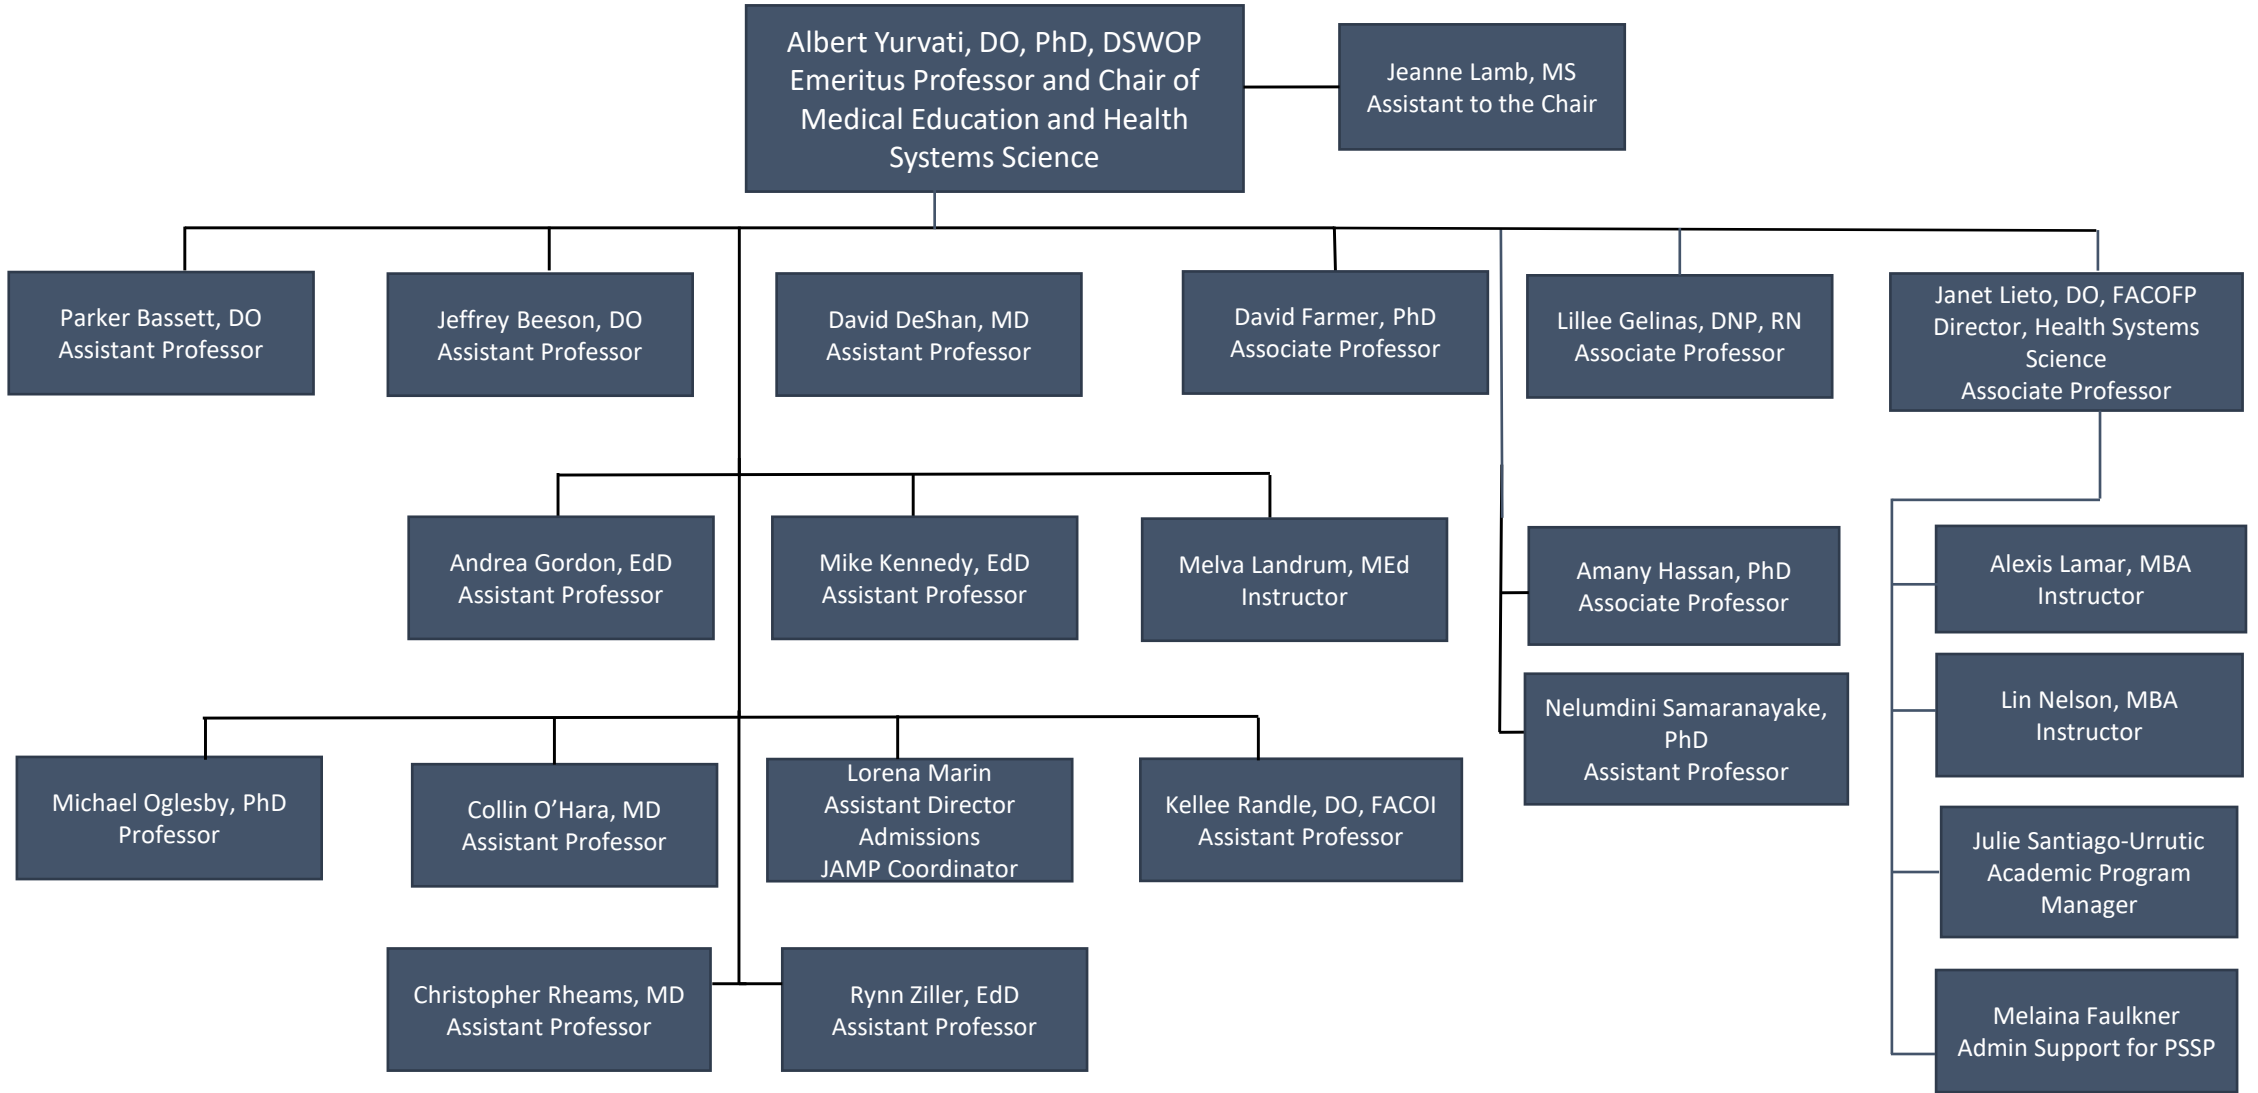 Albert Yurvati, DO, PhD, DSWOP
Emeritus Professor and Chair of
Medical Education and Health
Systems Science
Jeanne Lamb, MS
Assistant to the Chair
Parker Bassett, DO
Assistant Professor
Jeffrey Beeson, DO
Assistant Professor
David DeShan, MD
Assistant Professor
David Farmer, PhD
Associate Professor
Lillee Gelinas, DNP, RN
Associate Professor
Janet Lieto, DO, FACOFP
Director, Health Systems
Science
Associate Professor
Andrea Gordon, EdD
Assistant Professor
Mike Kennedy, EdD
Assistant Professor
Melva Landrum, MEd
Instructor
Amany Hassan, PhD
Associate Professor
Alexis Lamar, MBA
Instructor
Nelumdini Samaranayake,
PhD
Assistant Professor
Lin Nelson, MBA
Instructor
Michael Oglesby, PhD
Professor
Collin O’Hara, MD
Assistant Professor
Lorena Marin
Assistant Director
Admissions
JAMP Coordinator
Kellee Randle, DO, FACOI
Assistant Professor
Julie Santiago-Urrutic
Academic Program
Manager
Christopher Rheams, MD
Assistant Professor
Rynn Ziller, EdD
Assistant Professor
Melaina Faulkner
Admin Support for PSSP